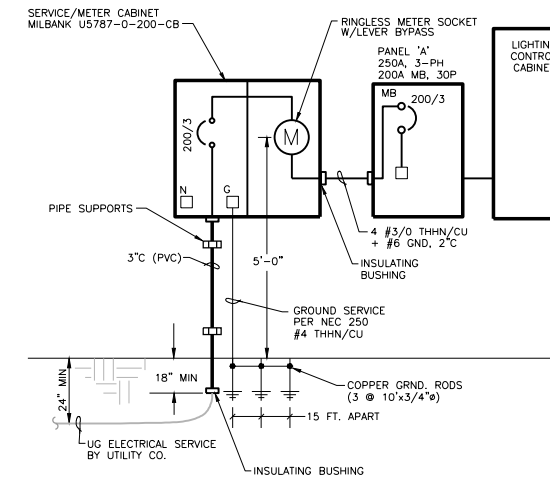 SERVICE/METER CABINET
MILBANK U5787-0-200-CB
RINGLESS METER SOCKET
W/LEVER BYPASS
PANEL 'A'
250A, 3-PH
200A MB, 30P
LIGHTIN
CONTRO
CABINE
MB
200/3
200/3
M
N
G
PIPE SUPPORTS
4 #3/0 THHN/CU
+ #6 GND, 2"C
3"C (PVC)
5'-0"
INSULATING
BUSHING
GROUND SERVICE
PER NEC 250
#4 THHN/CU
24" MIN
18" MIN
COPPER GRND. RODS
(3 @ 10'x3/4"ø)
15 FT. APART
UG ELECTRICAL SERVICE
BY UTILITY CO.
INSULATING BUSHING